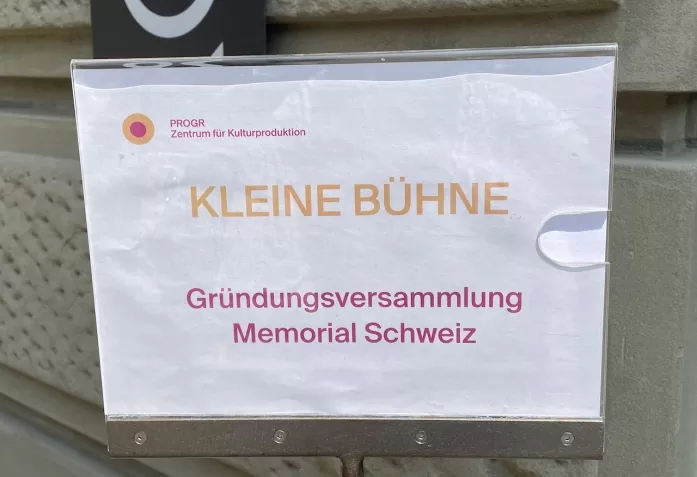 PROGR
Zentrum für Kulturproduktion
KLEINE BÜHNE
Gründungsversammlung
Memorial Schweiz